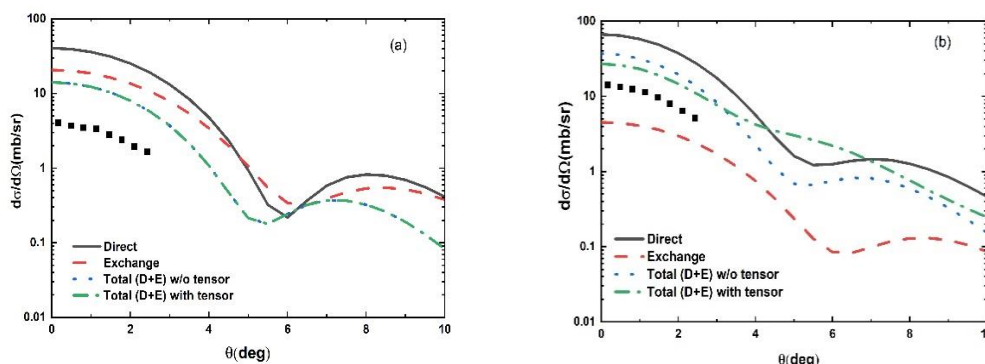 100
10
1
0.1
0.01
dσ/dΩ(mb/sr)
(a)
Direct
Exchange
Total (D+E) w/o tensor
Total (D+E) with tensor
0 2 4 6 8 10
θ(deg)
100
10
1
0.1
0.01
dσ/dΩ(mb/sr)
(b)
Direct
Exchange
Total (D+E) w/o tensor
Total (D+E) with tensor
0 2 4 6 8 10
θ(deg)